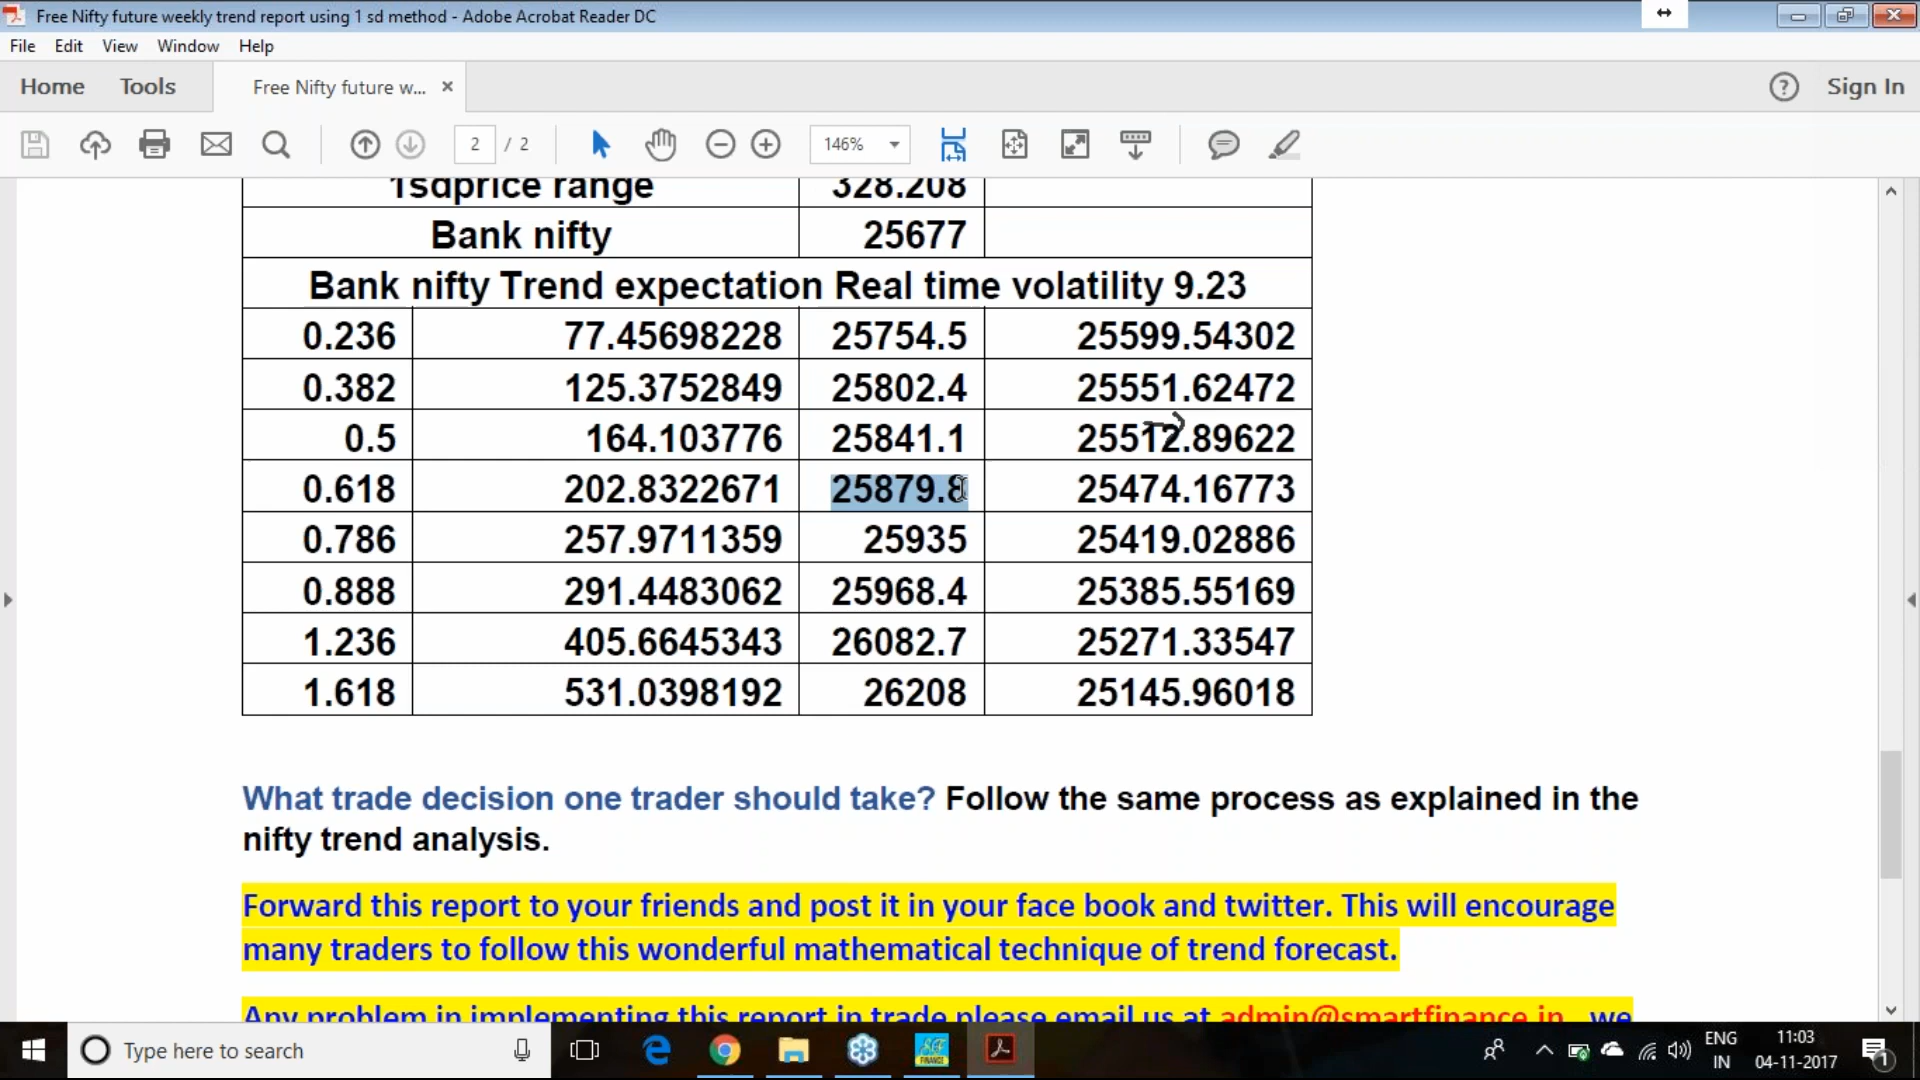 Free Nifty future weekly trend report using 1 sd method - Adobe Acrobat Reader DC
File Edit View Window Help
Home Tools Free Nifty future w... × Sign In
2 / 2 146%
1sdprice range 328.208
Bank nifty 25677
Bank nifty Trend expectation Real time volatility 9.23
0.236 77.45698228 25754.5 25599.54302
0.382 125.3752849 25802.4 25551.62472
0.5 164.103776 25841.1 25512.89622
0.618 202.8322671 25879.8 25474.16773
0.786 257.9711359 25935 25419.02886
0.888 291.4483062 25968.4 25385.55169
1.236 405.6645343 26082.7 25271.33547
1.618 531.0398192 26208 25145.96018
What trade decision one trader should take? Follow the same process as explained in the
nifty trend analysis.
Forward this report to your friends and post it in your face book and twitter. This will encourage
many traders to follow this wonderful mathematical technique of trend forecast.
Any problem in implementing this report in trade please email us at admin@smartfinance.in we
Type here to search
SF FINANCE
ENG 11:03
IN 04-11-2017
1